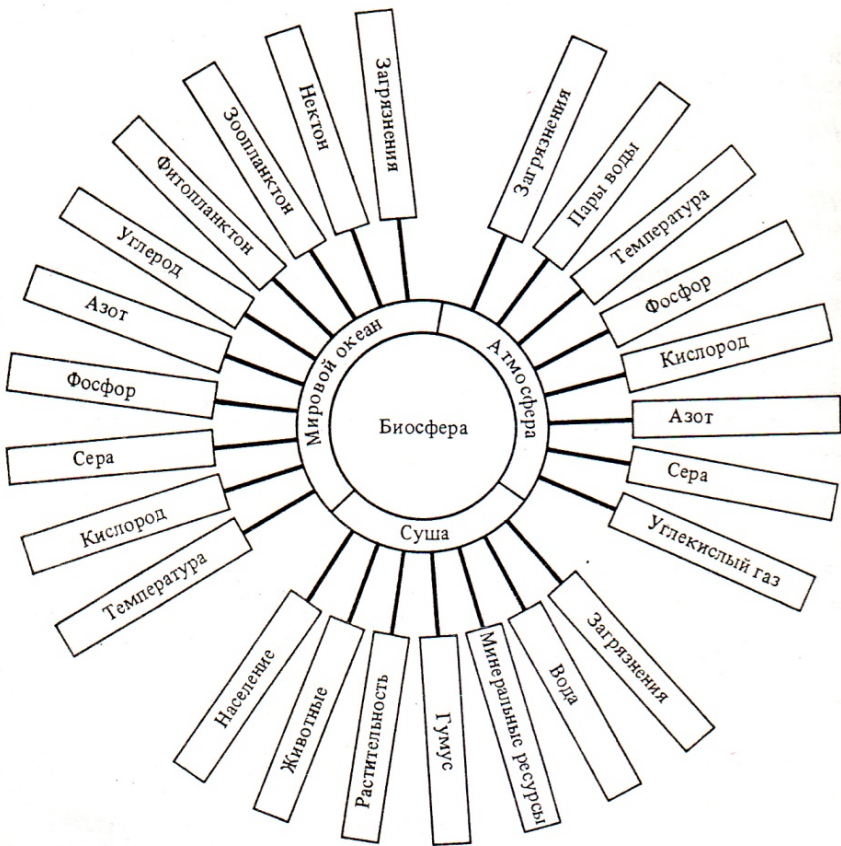 Биосфера
Мировой океан
Атмосфера
Суша
Загрязнения
Пары воды
Температура
Фосфор
Кислород
Азот
Сера
Углекислый газ
Загрязнения
Вода
Минеральные ресурсы
Гумус
Растительность
Животные
Население
Температура
Кислород
Сера
Фосфор
Азот
Углерод
Фитопланктон
Зоопланктон
Нектон
Загрязнения